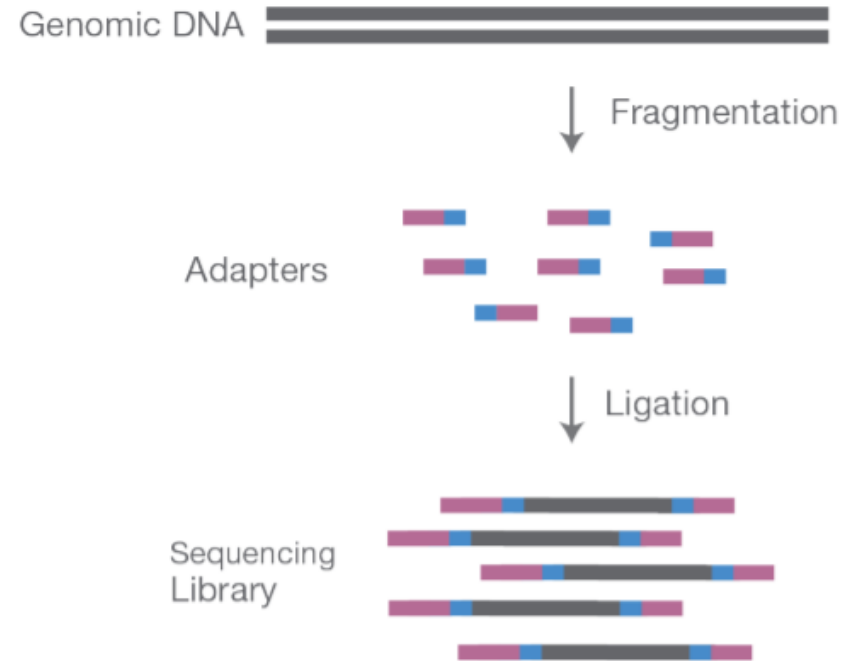 Genomic DNA
Fragmentation
Adapters
Ligation
Sequencing
Library